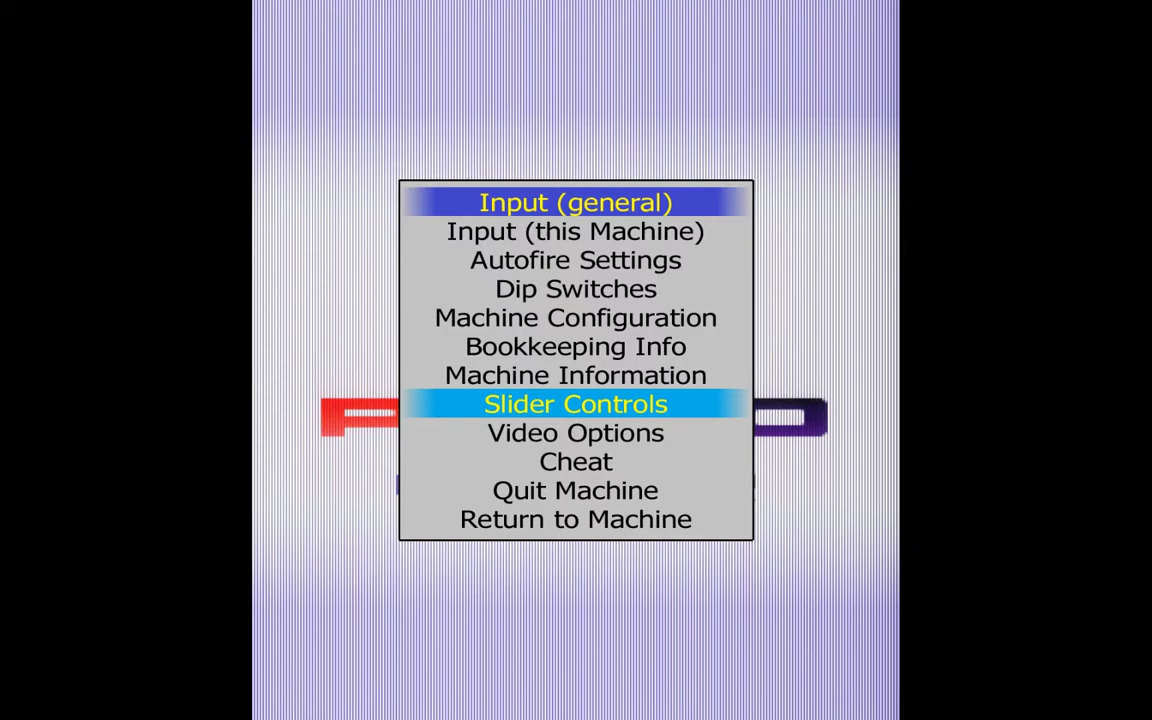 Input (general)
Input (this Machine)
Autofire Settings
Dip Switches
Machine Configuration
Bookkeeping Info
Machine Information
Slider Controls
Video Options
Cheat
Quit Machine
Return to Machine